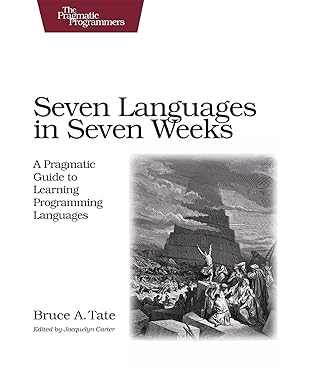 The
Pragmatic
Programmers
Seven Languages
in Seven Weeks
A Pragmatic
Guide to
Learning
Programming
Languages
Bruce A. Tate
Edited by Jacquelyn Carter